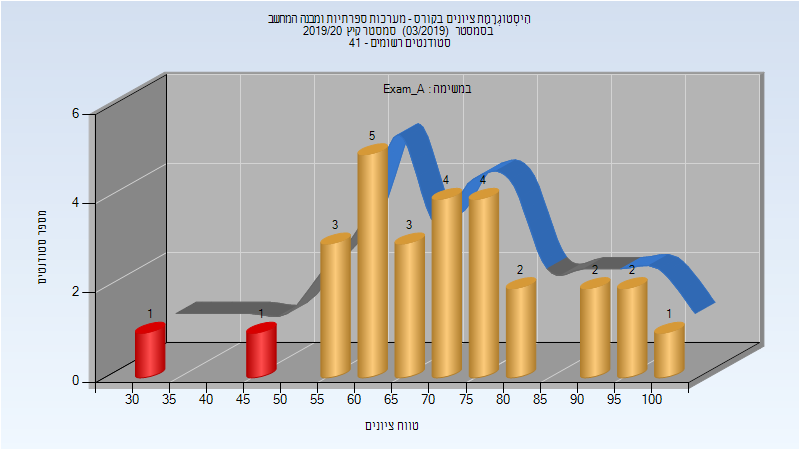 היסטוגרמת ציונים בקורס - מערכות ספרתיות ומבנה המחשב
בסמסטר (03/2019) סמסטר קיץ 2019/20
סטודנטים רשומים - 41
במשימה : Exam_A
מספר סטודנטים
6
4
2
0
1
1
3
5
3
4
4
2
2
2
1
30 35 40 45 50 55 60 65 70 75 80 85 90 95 100
טווח ציונים